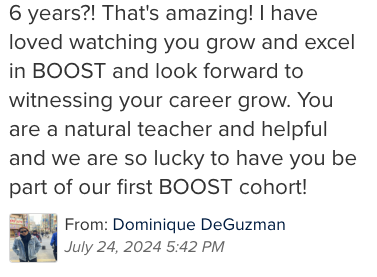 6 years?! That's amazing! I have
loved watching you grow and excel
in BOOST and look forward to
witnessing your career grow. You
are a natural teacher and helpful
and we are so lucky to have you be
part of our first BOOST cohort!
From: Dominique DeGuzman
July 24, 2024 5:42 PM